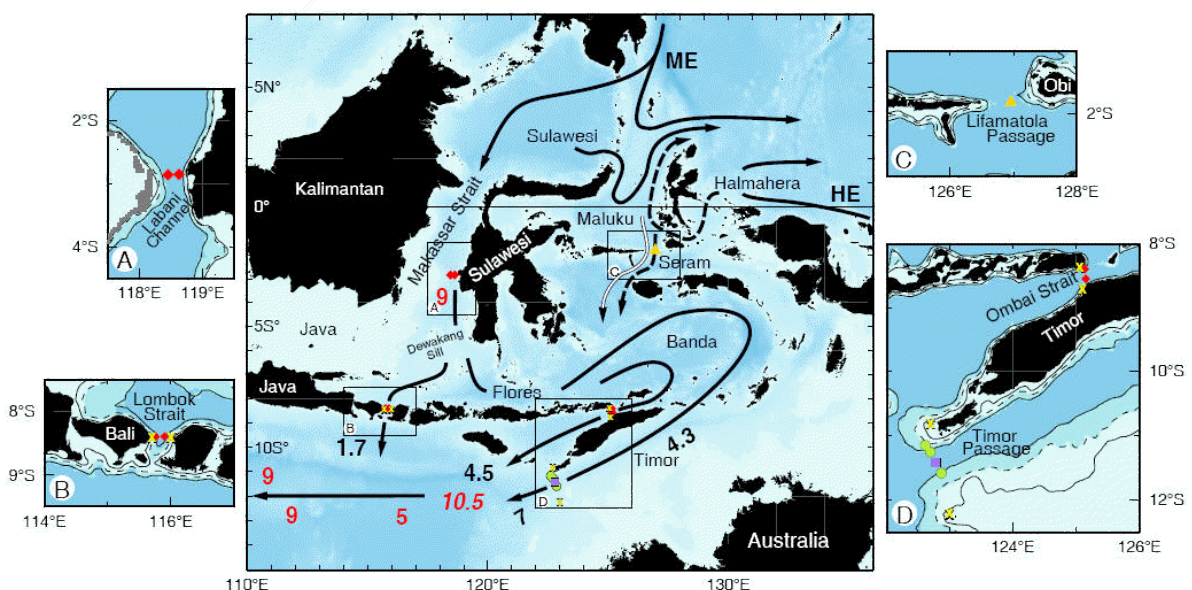 2°S
4°S
Labani
Channel
A
118°E
119°E
8°S
9°S
Lombok
Strait
Bali
B
114°E
116°E
5°N
0°
5°S
10°S
110°E
120°E
130°E
ME
Sulawesi
Kalimantan
Makassar Strait
Sulawesi
Halmahera
HE
Maluku
C
Seram
9
A
Java
Dewakang
Sill
Banda
Java
Flores
B
1.7
4.5
4.3
Timor
D
7
9
10.5
9
5
Australia
Obi
Lifamatola
Passage
2°S
C
126°E
128°E
8°S
Ombai Strait
Timor
10°S
Timor
Passage
D
12°S
124°E
126°E